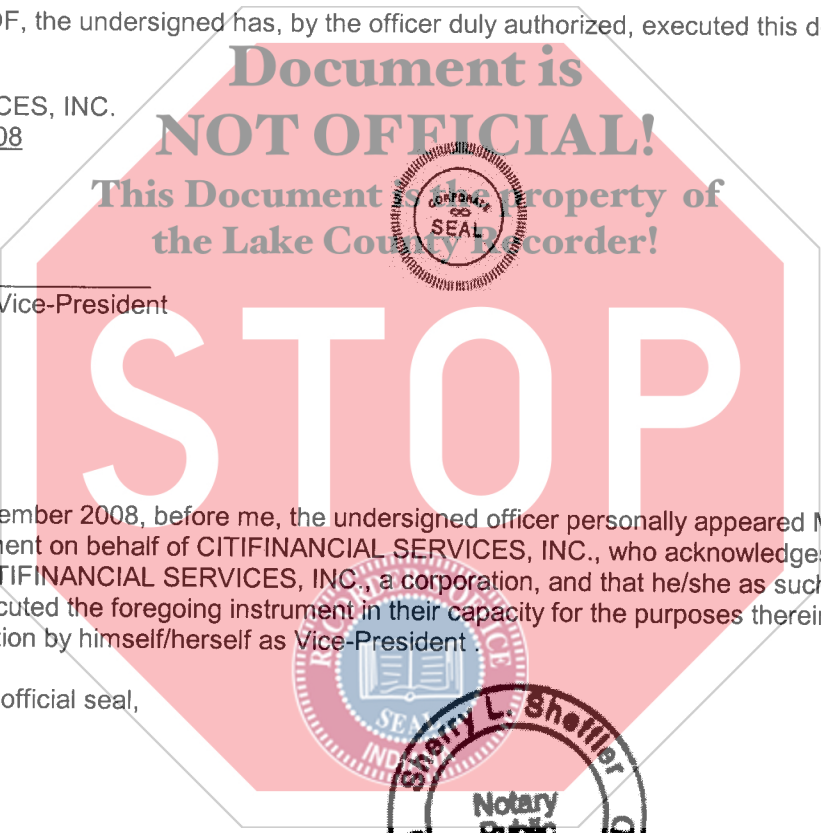 OF, the undersigned has, by the officer duly authorized, executed this d
Document is
CES, INC.
08
NOT OFFICIAL!
This Document is the property of
the Lake County Recorder!
CORPORATE
SEAL
Vice-President
STOP
ember 2008, before me, the undersigned officer personally appeared M
ment on behalf of CITIFINANCIAL SERVICES, INC., who acknowledges
TIFINANCIAL SERVICES, INC., a corporation, and that he/she as such
cuted the foregoing instrument in their capacity for the purposes therein
tion by himself/herself as Vice-President .
official seal,
SEAL
Sherry L. Sheffler
Notary
Public